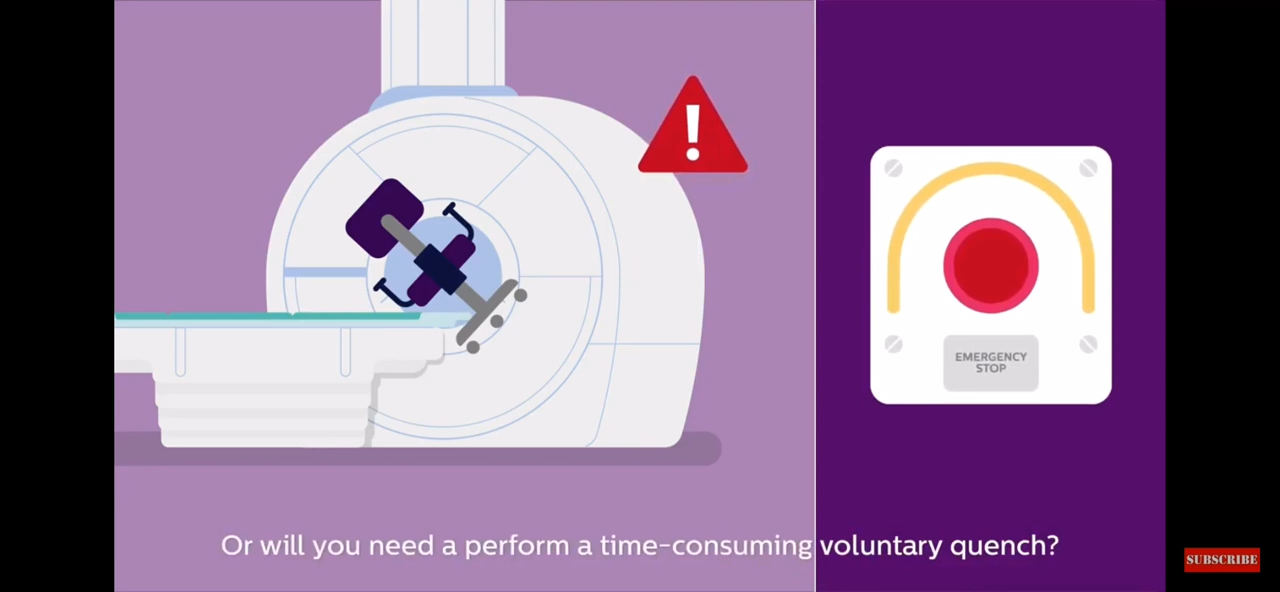 !
EMERGENCY
STOP
Or will you need a perform a time-consuming voluntary quench?
SUBSCRIBE